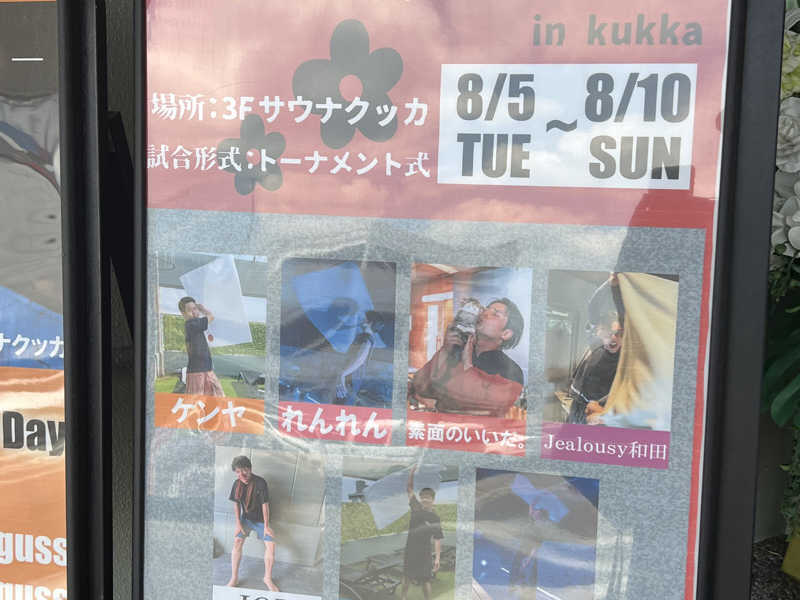 in kukka
場所：3Fサウナクッカ
試合形式：トーナメント式
8/5 ~ 8/10
TUE SUN
ナクッカ
Day
guss
guss
ケンヤ
れんれん
素面のいいだ。
Jealousy和田